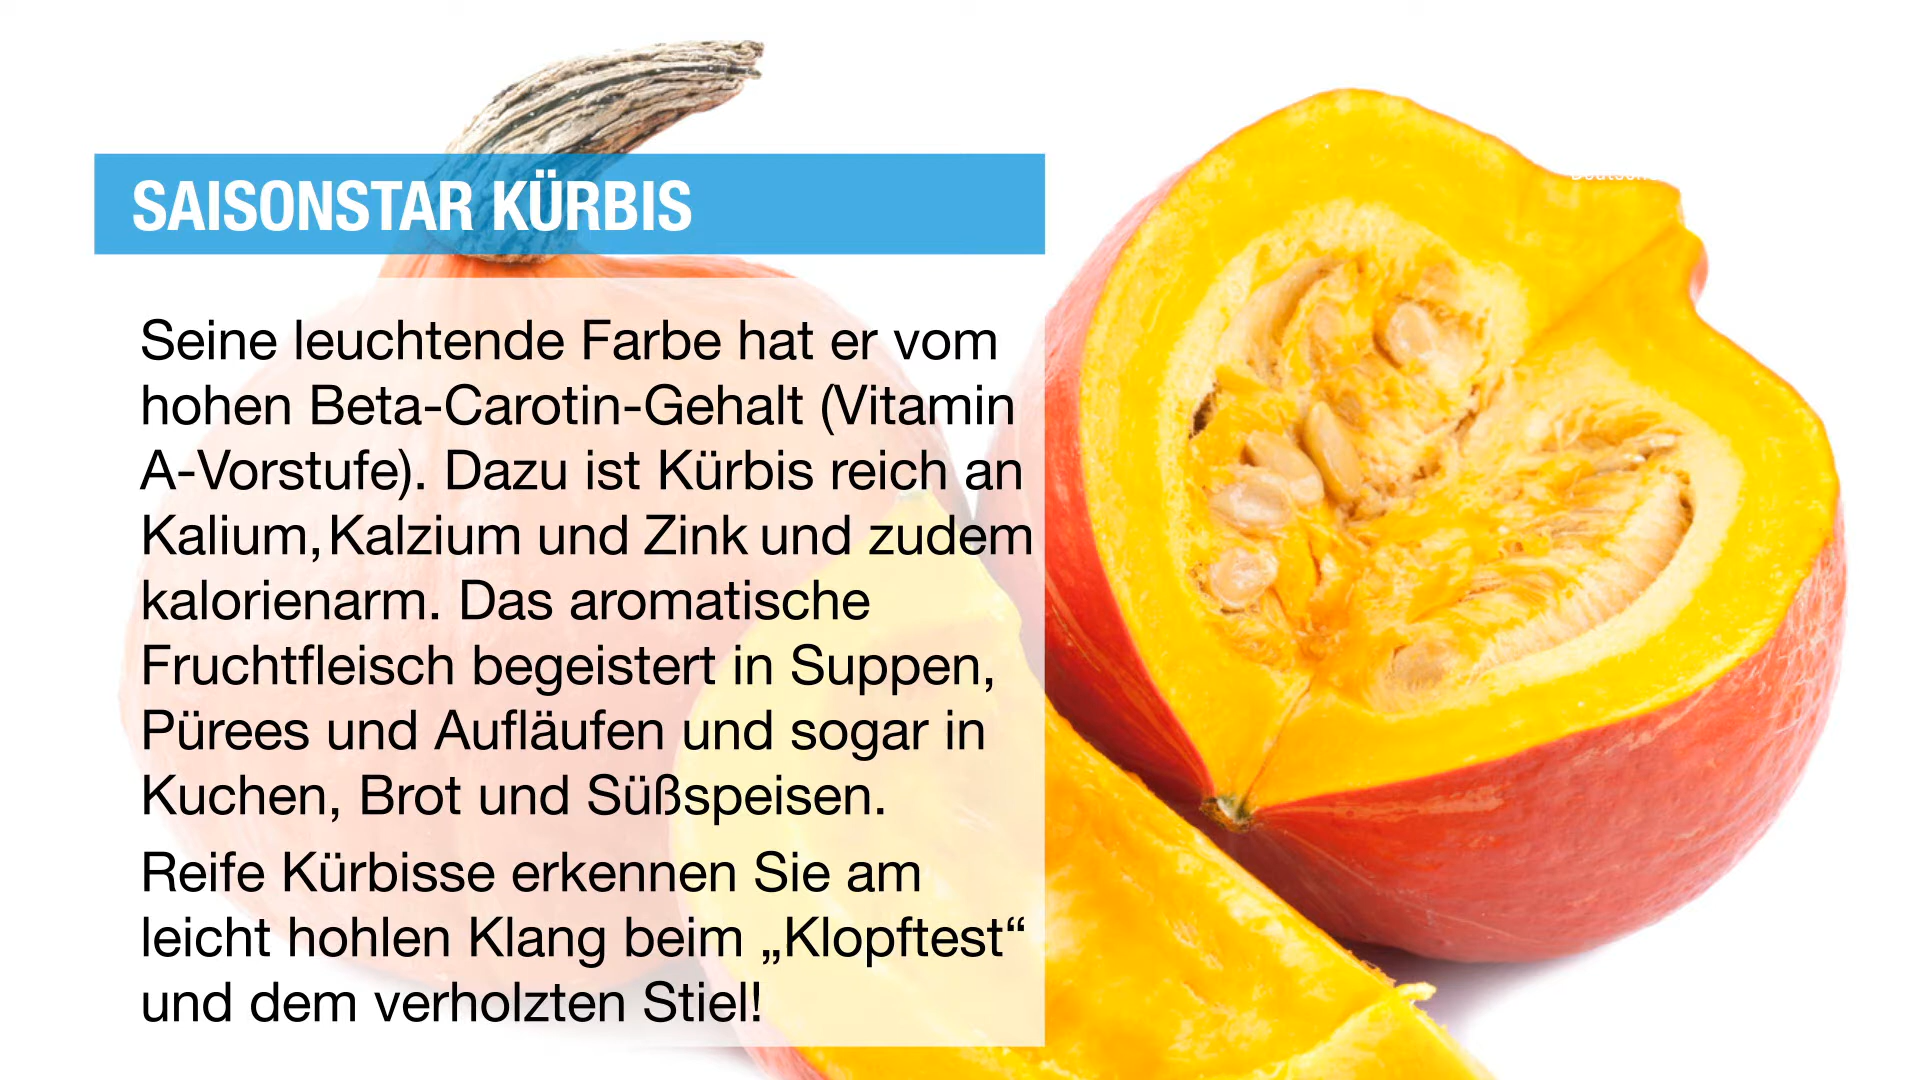 SAISONSTAR KÜRBIS
Seine leuchtende Farbe hat er vom
hohen Beta-Carotin-Gehalt (Vitamin
A-Vorstufe). Dazu ist Kürbis reich an
Kalium, Kalzium und Zink und zudem
kalorienarm. Das aromatische
Fruchtfleisch begeistert in Suppen,
Pürees und Aufläufen und sogar in
Kuchen, Brot und Süßspeisen.
Reife Kürbisse erkennen Sie am
leicht hohlen Klang beim „Klopftest“
und dem verholzten Stiel!